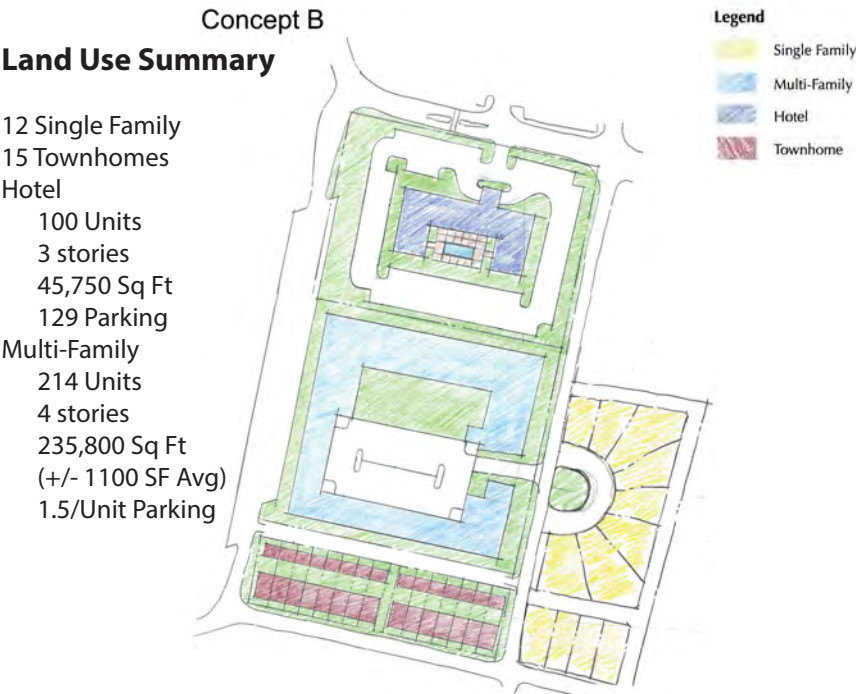 Concept B
Land Use Summary
12 Single Family
15 Townhomes
Hotel
100 Units
3 stories
45,750 Sq Ft
129 Parking
Multi-Family
214 Units
4 stories
235,800 Sq Ft
(+/- 1100 SF Avg)
1.5/Unit Parking
Legend
Single Family
Multi-Family
Hotel
Townhome